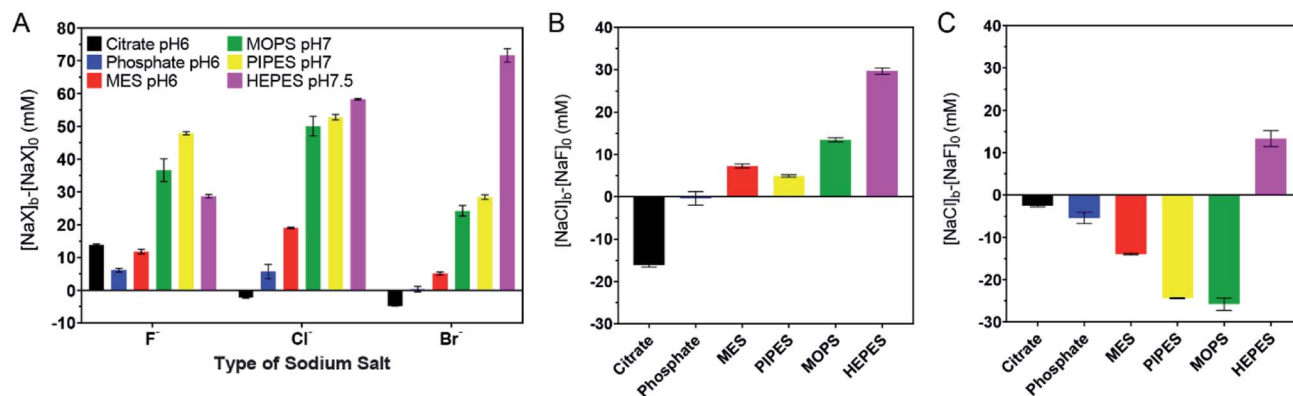 A
[NaX]b-[NaX]0 (mM)
80
70
60
50
40
30
20
10
0
-10
Citrate pH6
Phosphate pH6
MES pH6
MOPS pH7
PIPES pH7
HEPES pH7.5
F-
Cl-
Br-
Type of Sodium Salt
B
[NaCl]b-[NaF]0 (mM)
40
30
20
10
0
-10
-20
-30
Citrate
Phosphate
MES
PIPES
MOPS
HEPES
C
[NaCl]b-[NaF]0 (mM)
40
30
20
10
0
-10
-20
-30
Citrate
Phosphate
MES
PIPES
MOPS
HEPES